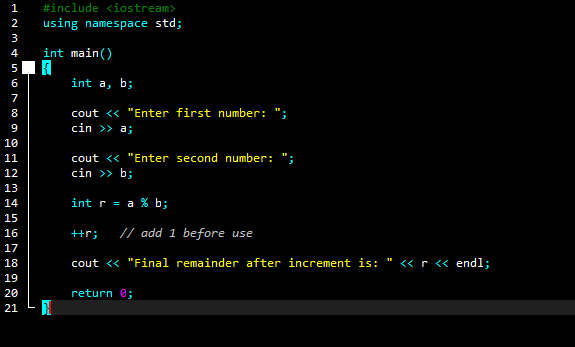 1 #include <iostream>
2 using namespace std;
3
4 int main()
5 {
6 int a, b;
7
8 cout << "Enter first number: ";
9 cin >> a;
10
11 cout << "Enter second number: ";
12 cin >> b;
13
14 int r = a % b;
15
16 ++r; // add 1 before use
17
18 cout << "Final remainder after increment is: " << r << endl;
19
20 return 0;
21 }